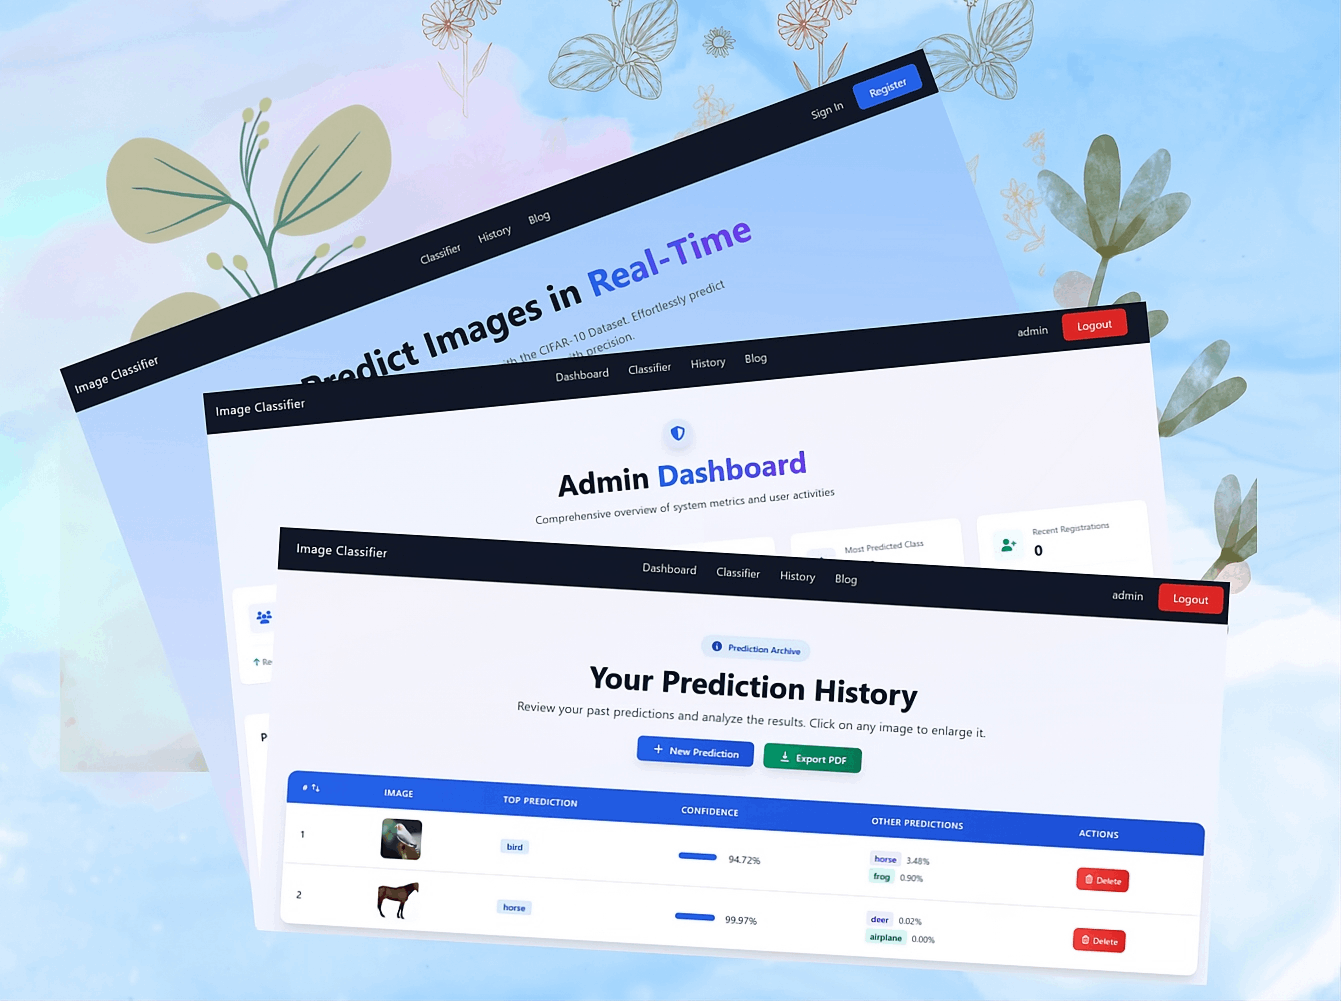 Sign In
Register
Classifier
History
Blog
Image Classifier
Predict Images in Real-Time
the CIFAR-10 Dataset. Effortlessly predict
with precision.
Image Classifier
Dashboard
Classifier
History
Blog
admin
Logout
Admin Dashboard
Comprehensive overview of system metrics and user activities
Most Predicted Class
Recent Registrations
0
Image Classifier
Dashboard
Classifier
History
Blog
admin
Logout
Prediction Archive
Your Prediction History
Review your past predictions and analyze the results. Click on any image to enlarge it.
New Prediction
Export PDF
# IMAGE TOP PREDICTION CONFIDENCE OTHER PREDICTIONS ACTIONS
1 bird 94.72% horse 3.48% Delete
frog 0.90%
2 horse 99.97% deer 0.02% Delete
airplane 0.00%